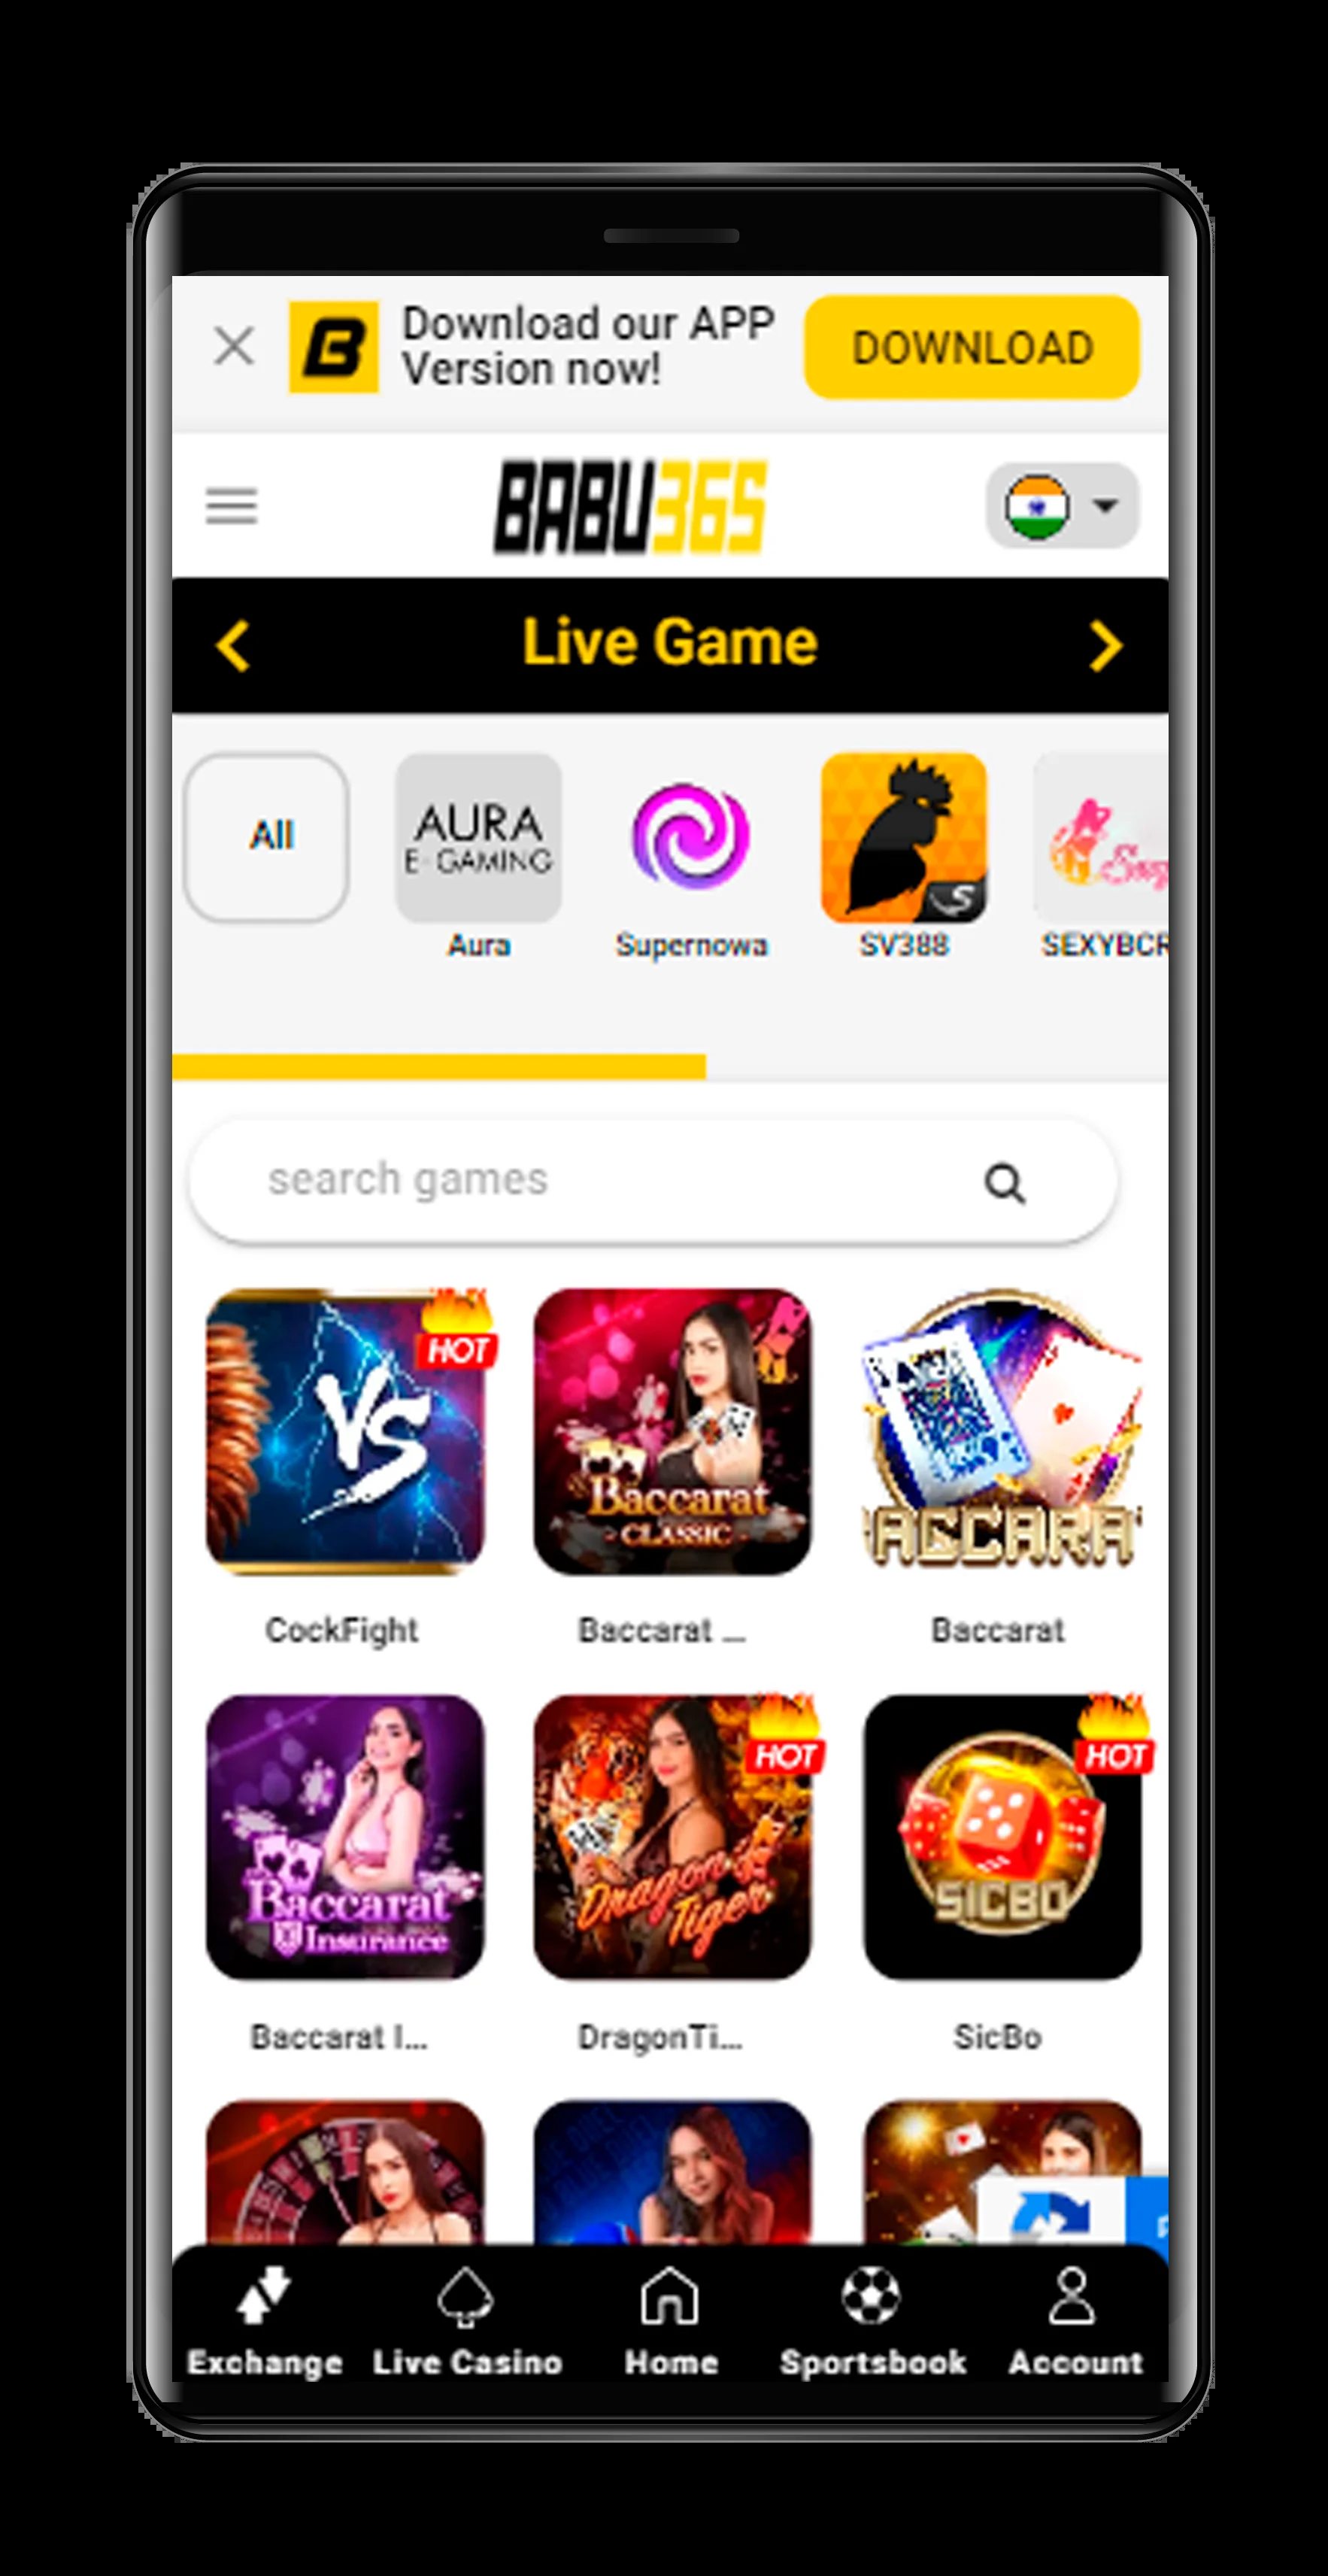 B
Download our APP
Version now!
DOWNLOAD
BABU365
Live Game
All
AURA
E-GAMING
S
Aura
Supernowa
SV388
SEXYBCR
search games
HOT
VS
Baccarat
CLASSIC
ACCARA
CockFight
Baccarat ...
Baccarat
HOT
HOT
Baccarat
Insurance
Dragon
Tiger
SICBO
Baccarat I...
DragonTi...
SicBo
Exchange
Live Casino
Home
Sportsbook
Account